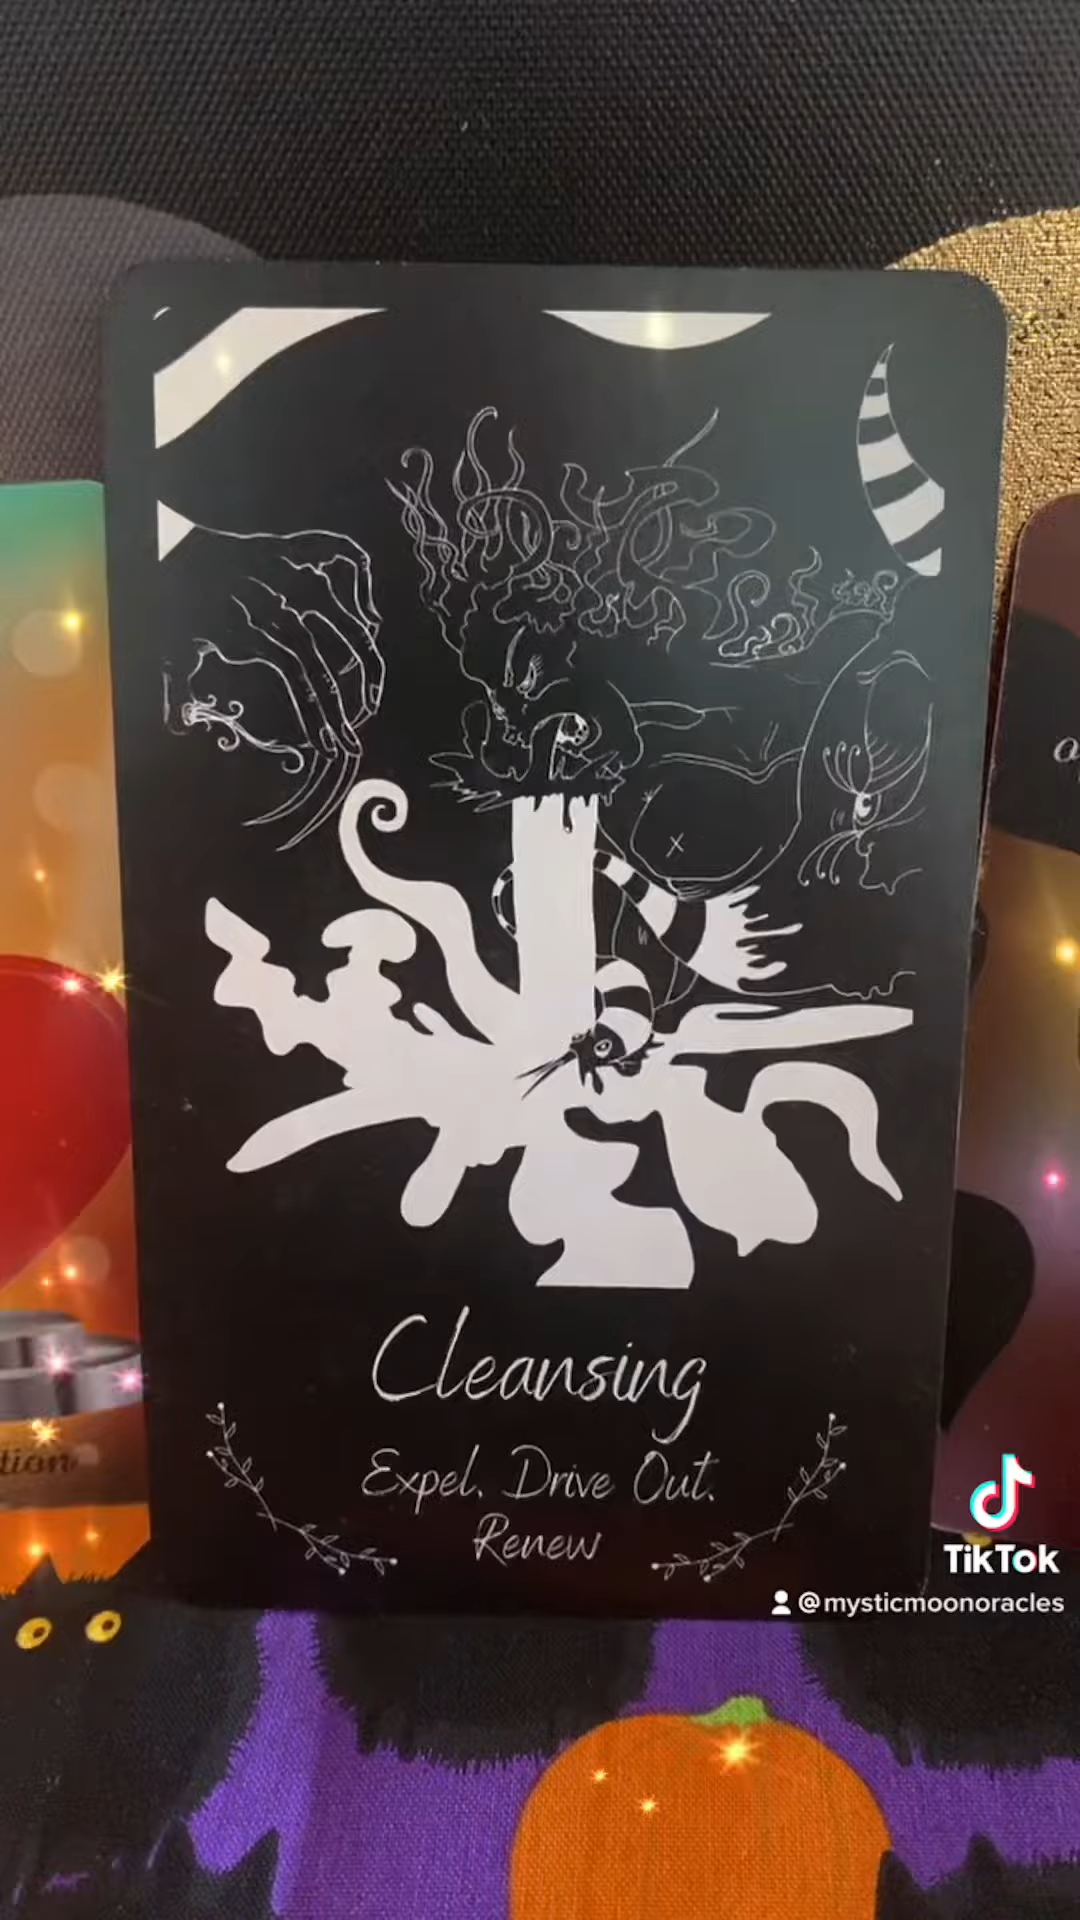 Cleansing
Expel. Drive Out.
Renew
TikTok
@mysticmoonoracles